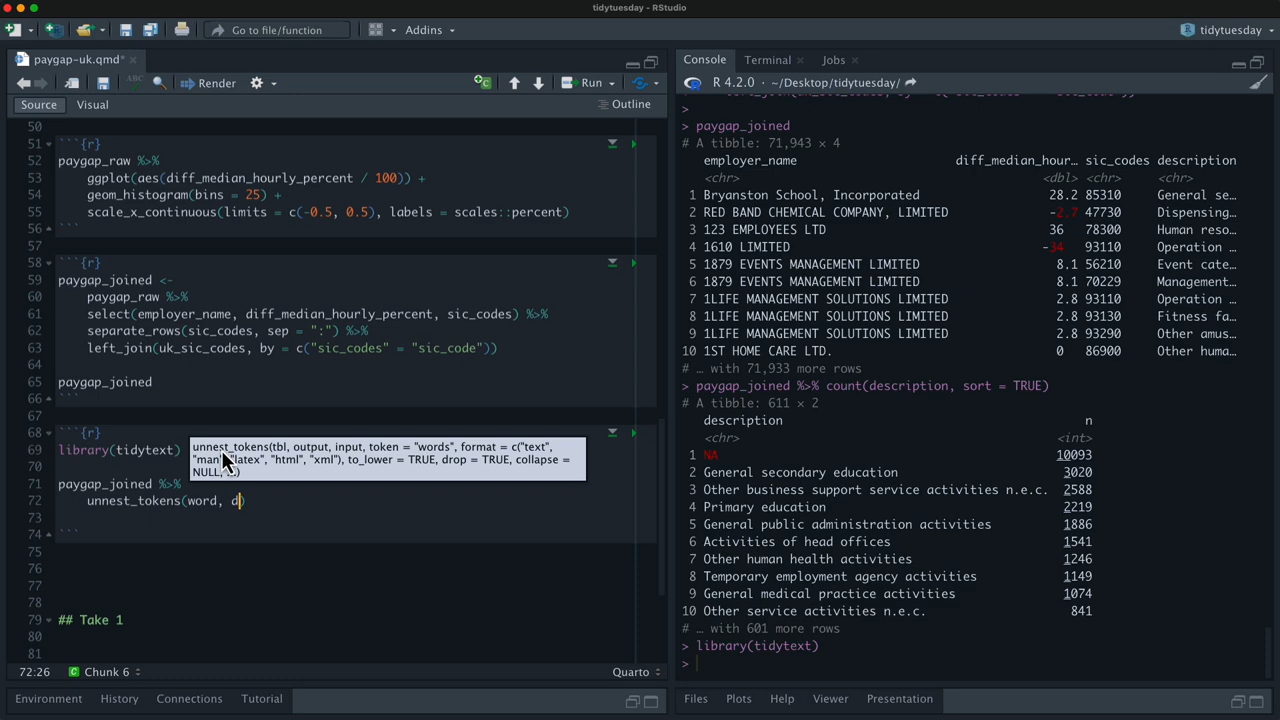 tidytuesday - RStudio
Go to file/function
Addins
tidytuesday
paygap-uk.qmd*
ABC
Render
Run
Source
Visual
Outline
50
51 ```{r}
52 paygap_raw %>%
53 ggplot(aes(diff_median_hourly_percent / 100)) +
54 geom_histogram(bins = 25) +
55 scale_x_continuous(limits = c(-0.5, 0.5), labels = scales::percent)
56 ```
57
58 ```{r}
59 paygap_joined <-
60 paygap_raw %>%
61 select(employer_name, diff_median_hourly_percent, sic_codes) %>%
62 separate_rows(sic_codes, sep = ":") %>%
63 left_join(uk_sic_codes, by = c("sic_codes" = "sic_code"))
64
65 paygap_joined
66 ```
67
68 ```{r}
69 library(tidytext)
unnest_tokens(tbl, output, input, token = "words", format = c("text",
"man", "latex", "html", "xml"), to_lower = TRUE, drop = TRUE, collapse =
NULL,
70
71 paygap_joined %>%
72 unnest_tokens(word, d)
73
74 ```
75
76
77
78
79 ## Take 1
80
81
72:26
Chunk 6
Quarto
Environment
History
Connections
Tutorial
Console
Terminal
Jobs
R 4.2.0 · ~/Desktop/tidytuesday/
>
> paygap_joined
# A tibble: 71,943 × 4
employer_name diff_median_hour… sic_codes description
<chr> <dbl> <chr> <chr>
1 Bryanston School, Incorporated 28.2 85310 General se…
2 RED BAND CHEMICAL COMPANY, LIMITED -2.7 47730 Dispensing…
3 123 EMPLOYEES LTD 36 78300 Human reso…
4 1610 LIMITED -34 93110 Operation …
5 1879 EVENTS MANAGEMENT LIMITED 8.1 56210 Event cate…
6 1879 EVENTS MANAGEMENT LIMITED 8.1 70229 Management…
7 1LIFE MANAGEMENT SOLUTIONS LIMITED 2.8 93110 Operation …
8 1LIFE MANAGEMENT SOLUTIONS LIMITED 2.8 93130 Fitness fa…
9 1LIFE MANAGEMENT SOLUTIONS LIMITED 2.8 93290 Other amus…
10 1ST HOME CARE LTD. 0 86900 Other huma…
# … with 71,933 more rows
> paygap_joined %>% count(description, sort = TRUE)
# A tibble: 611 × 2
description n
<chr> <int>
1 NA 10093
2 General secondary education 3020
3 Other business support service activities n.e.c. 2588
4 Primary education 2219
5 General public administration activities 1886
6 Activities of head offices 1541
7 Other human health activities 1246
8 Temporary employment agency activities 1149
9 General medical practice activities 1074
10 Other service activities n.e.c. 841
# … with 601 more rows
> library(tidytext)
>
Files
Plots
Help
Viewer
Presentation